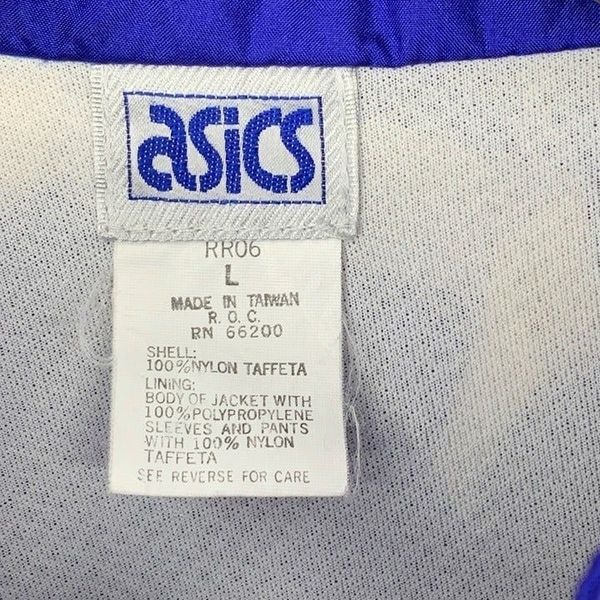 asics
RR06
L
MADE IN TAIWAN
R. O. C.
RN 66200
SHELL:
100%NYLON TAFFETA
LINING:
BODY OF JACKET WITH
100%POLYPROPYLENE
SLEEVES AND PANTS
WITH 100% NYLON
TAFFETA
SEE REVERSE FOR CARE